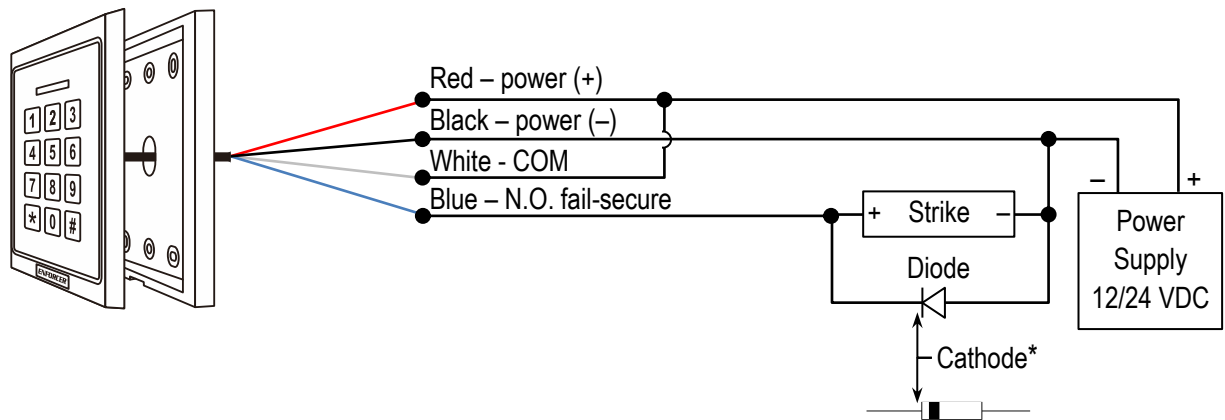 Red – power (+)
Black – power (–)
White - COM
Blue – N.O. fail-secure
1 2 3
4 5 6
7 8 9
* 0 #
ENFORCER
+ Strike –
Diode
Cathode*
– +
Power
Supply
12/24 VDC